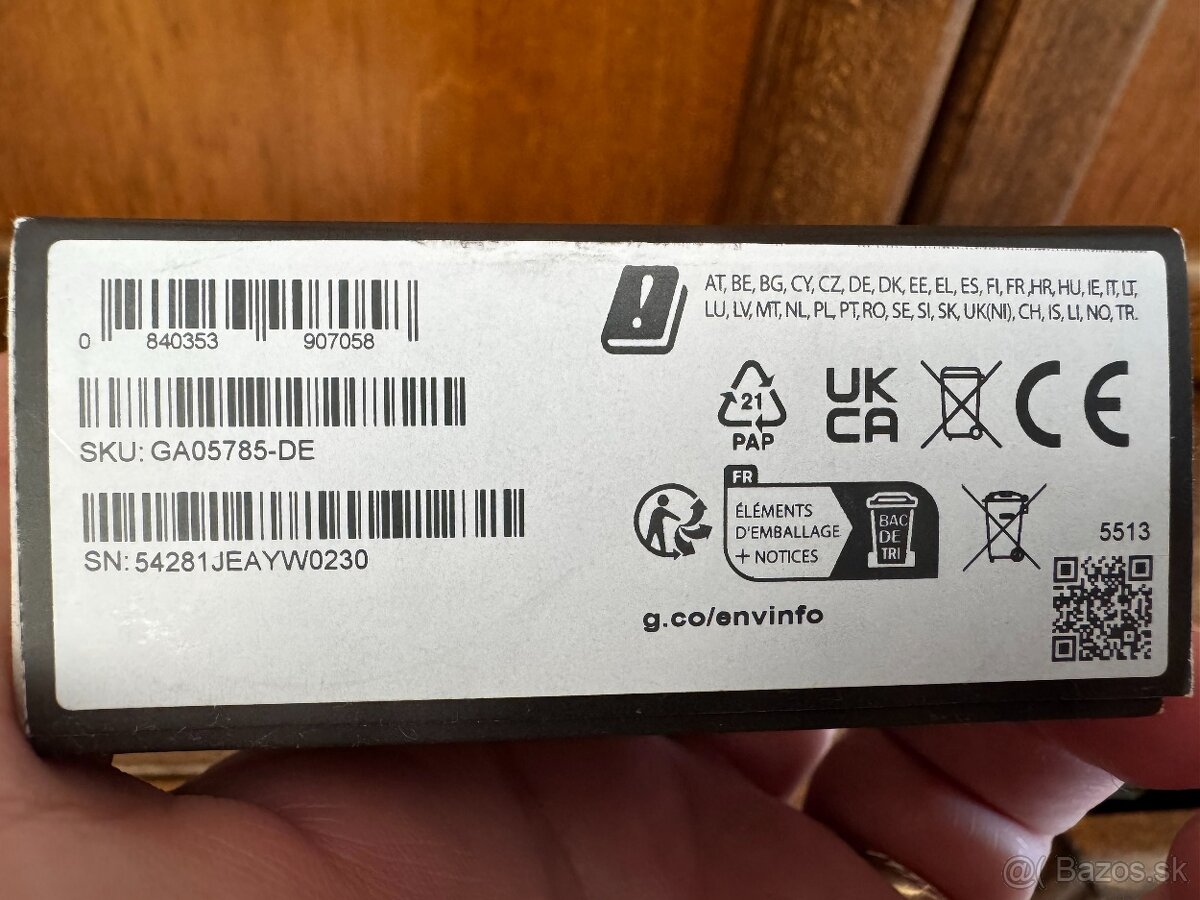 0 840353 907058
SKU: GA05785-DE
SN: 54281JEAYW0230
AT, BE, BG, CY, CZ, DE, DK, EE, EL, ES, FI, FR ,HR, HU, IE, IT, LT,
LU, LV, MT, NL, PL, PT, RO, SE, SI, SK, UK(NI), CH, IS, LI, NO, TR.
21
PAP
UK
CA
CE
FR
ÉLÉMENTS
D'EMBALLAGE
+ NOTICES
BAC
DE
TRI
5513
g.co/envinfo
@( Bazos.sk